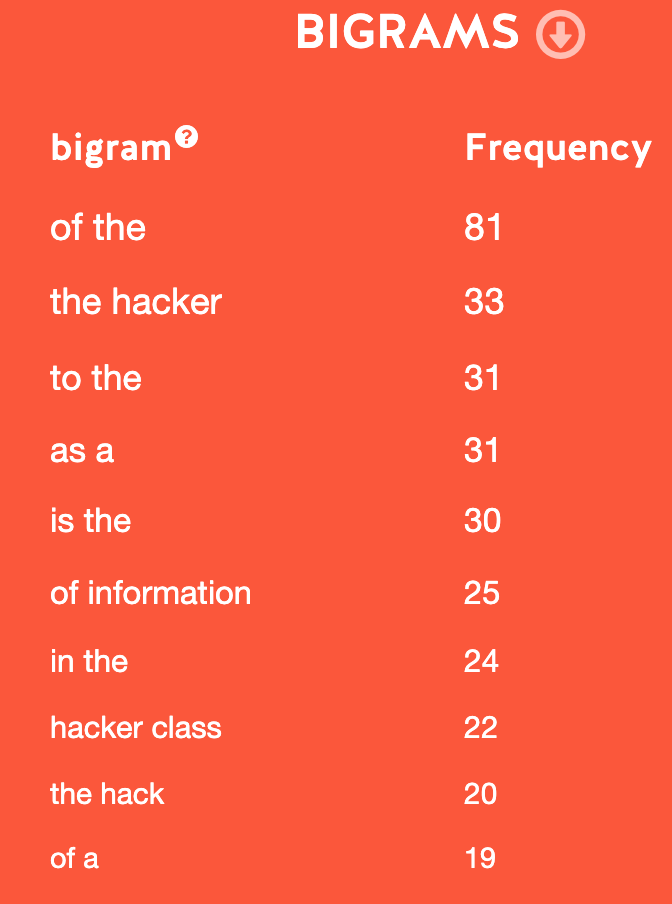 BIGRAMS
bigram? Frequency
of the 81
the hacker 33
to the 31
as a 31
is the 30
of information 25
in the 24
hacker class 22
the hack 20
of a 19